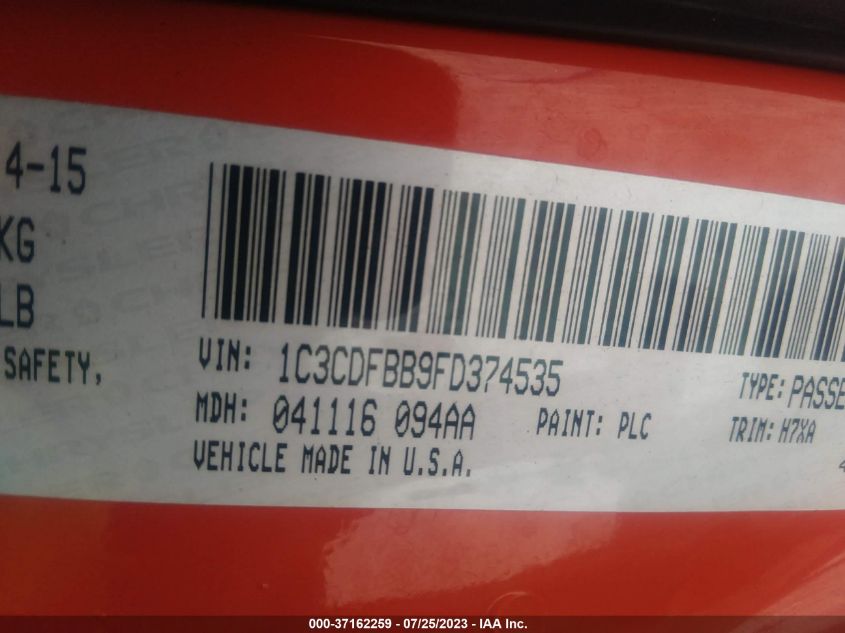 4-15
KG
LB
SAFETY,
VIN: 1C3CDFBB9FD374535
TYPE: PASSE
MDH: 041116 094AA
PAINT: PLC
TRIM: H7XA
VEHICLE MADE IN U.S.A.
4
000-37162259 - 07/25/2023 - IAA Inc.